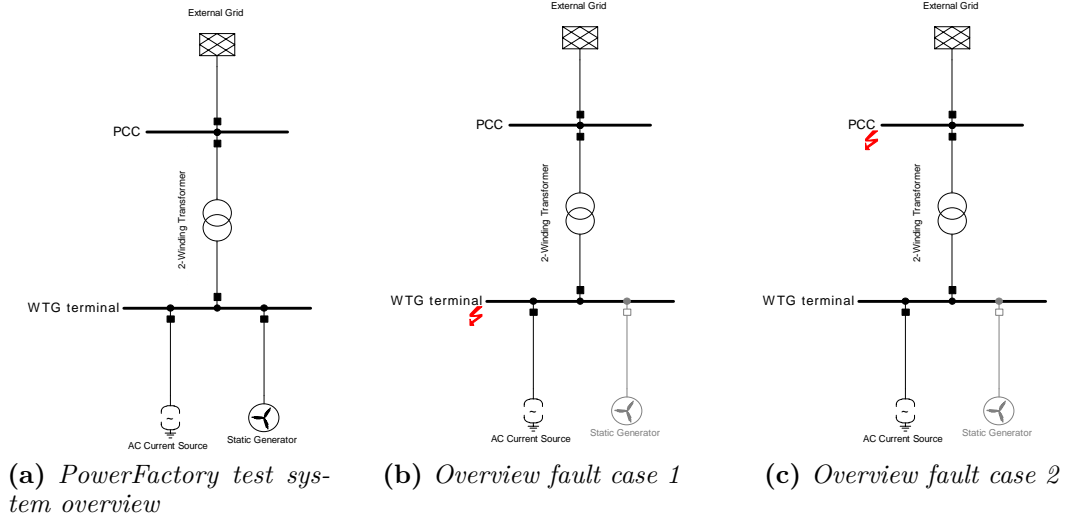 External Grid
PCC
2-Winding Transformer
WTG terminal
~
AC Current Source
Static Generator
(a) PowerFactory test sys-
tem overview
External Grid
PCC
2-Winding Transformer
WTG terminal
~
AC Current Source
Static Generator
(b) Overview fault case 1
External Grid
PCC
2-Winding Transformer
WTG terminal
~
AC Current Source
Static Generator
(c) Overview fault case 2